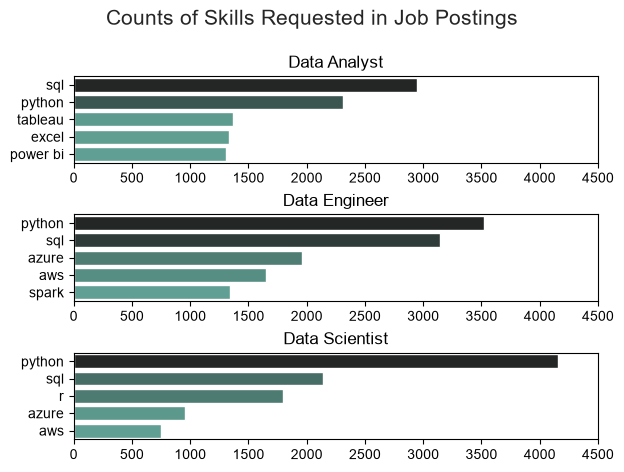 Counts of Skills Requested in Job Postings
Data Analyst
sql
python
tableau
excel
power bi
0 500 1000 1500 2000 2500 3000 3500 4000 4500
Data Engineer
python
sql
azure
aws
spark
0 500 1000 1500 2000 2500 3000 3500 4000 4500
Data Scientist
python
sql
r
azure
aws
0 500 1000 1500 2000 2500 3000 3500 4000 4500